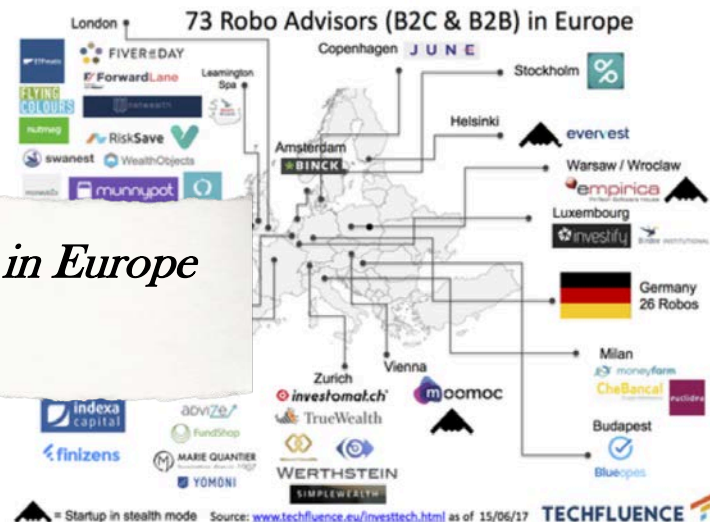 73 Robo Advisors (B2C & B2B) in Europe
London
Copenhagen
JUNE
Stockholm
FIVER a DAY
ForwardLane
FLYING
COLOURS
Leamington
Spa
nutmeg
RiskSave
swanest
WealthObjects
munnypot
Helsinki
evervest
Amsterdam
BINCK
Warsaw / Wroclaw
empirica
Luxembourg
investify
in Europe
Germany
26 Robos
Milan
moneyfarm
CheBanca!
euclidea
Budapest
Blueopes
Zurich
investomat.ch
TrueWealth
WERTHSTEIN
SIMPLEWEALTH
Vienna
moomoc
indexa
capital
finizens
ADVIZE
FundShop
MARIE QUANTIER
YOMONI
= Startup in stealth mode
Source: www.techfluence.eu/investtech.html as of 15/06/17
TECHFLUENCE